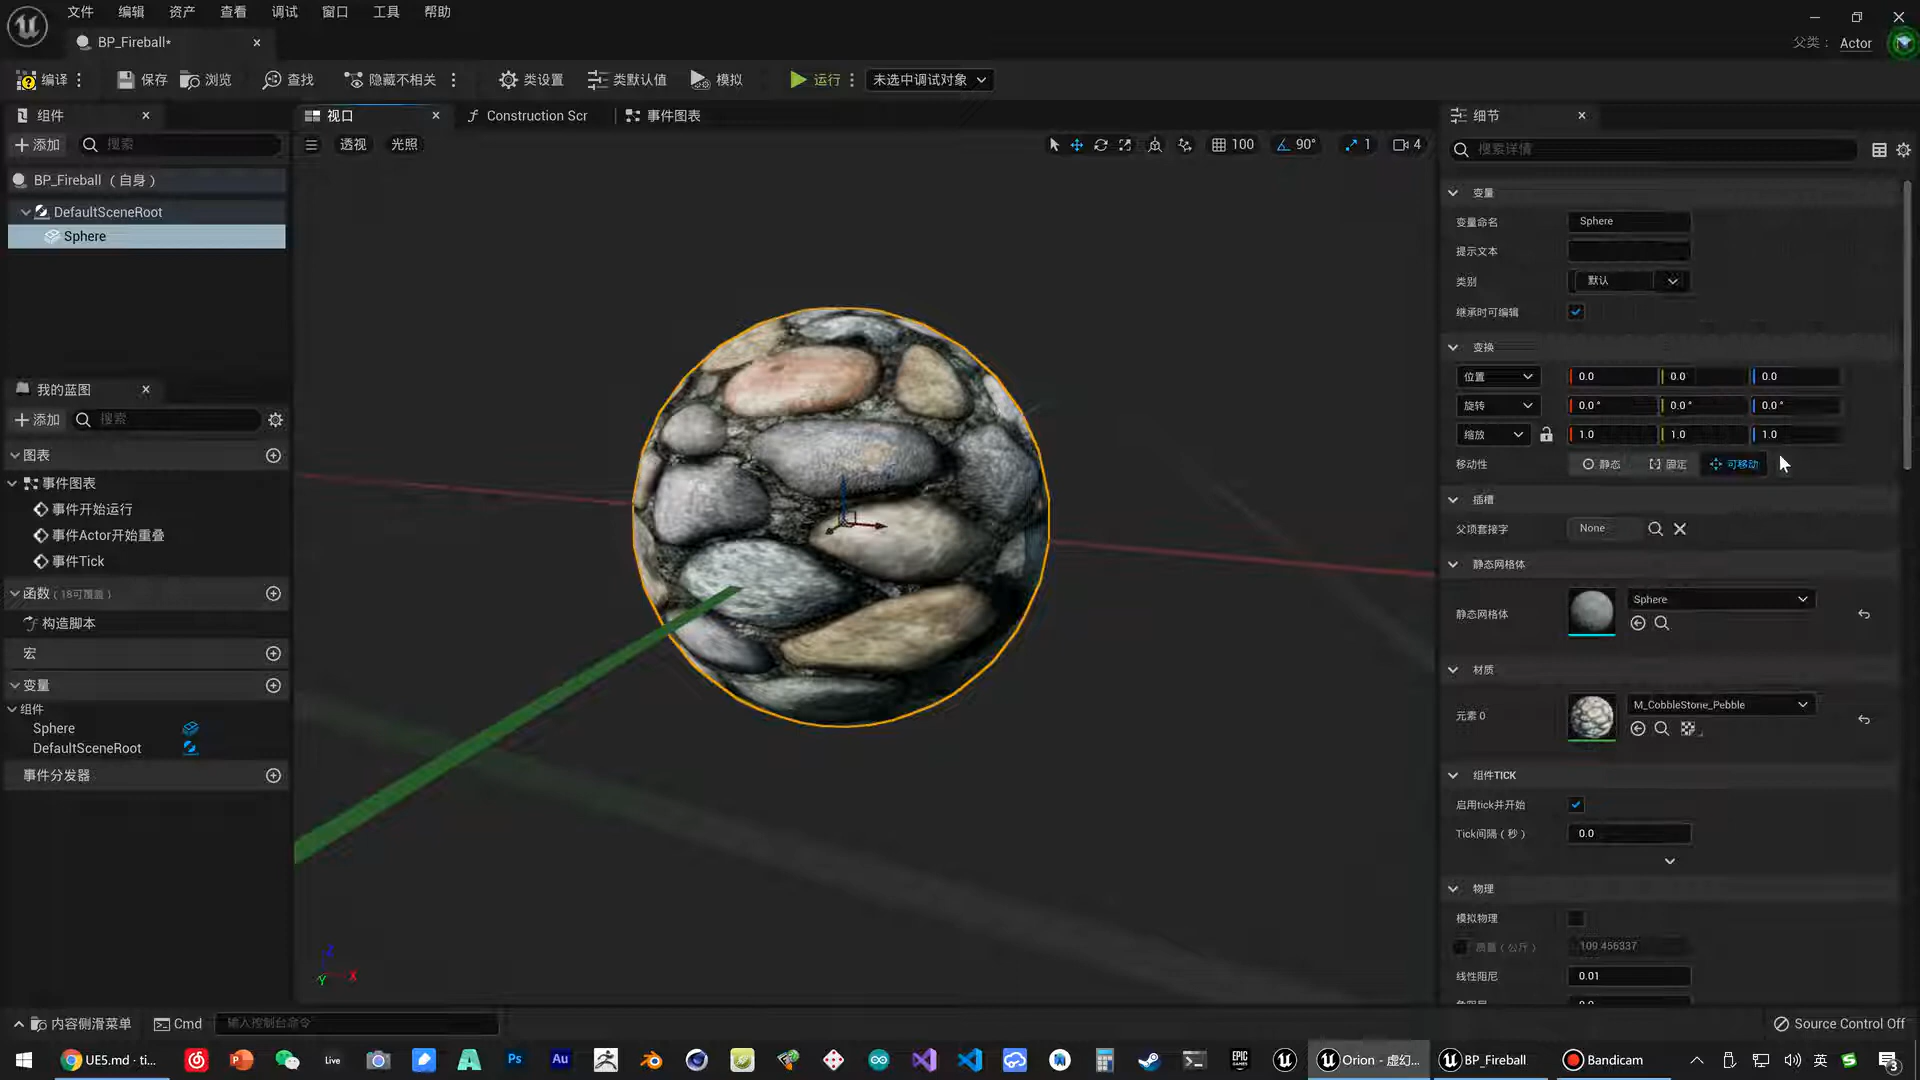 文件
编辑
资产
查看
调试
窗口
工具
帮助
BP_Fireball*
父类：
Actor
编译
保存
浏览
查找
隐藏不相关
类设置
类默认值
模拟
运行
未选中调试对象
组件
添加
搜索
BP_Fireball （自身）
DefaultSceneRoot
Sphere
我的蓝图
添加
搜索
图表
事件图表
事件开始运行
事件Actor开始重叠
事件Tick
函数（18可覆盖）
构造脚本
宏
变量
组件
Sphere
DefaultSceneRoot
事件分发器
视口
Construction Scr
事件图表
透视
光照
100
90°
1
4
Z
Y
X
细节
搜索详情
变量
变量命名
Sphere
提示文本
类别
默认
继承时可编辑
变换
位置
0.0
0.0
0.0
旋转
0.0 °
0.0 °
0.0 °
缩放
1.0
1.0
1.0
移动性
静态
固定
可移动
插槽
父项套接字
None
静态网格体
静态网格体
Sphere
材质
元素 0
M_CobbleStone_Pebble
组件TICK
启用tick并开始
Tick间隔（秒）
0.0
物理
模拟物理
质量（公斤）
109.456337
线性阻尼
0.01
内容侧滑菜单
Cmd
输入控制台命令
Source Control Off
UE5.md · ti...
Live
Ps
Au
EPIC GAMES
Orion - 虚幻...
BP_Fireball
Bandicam
英
3